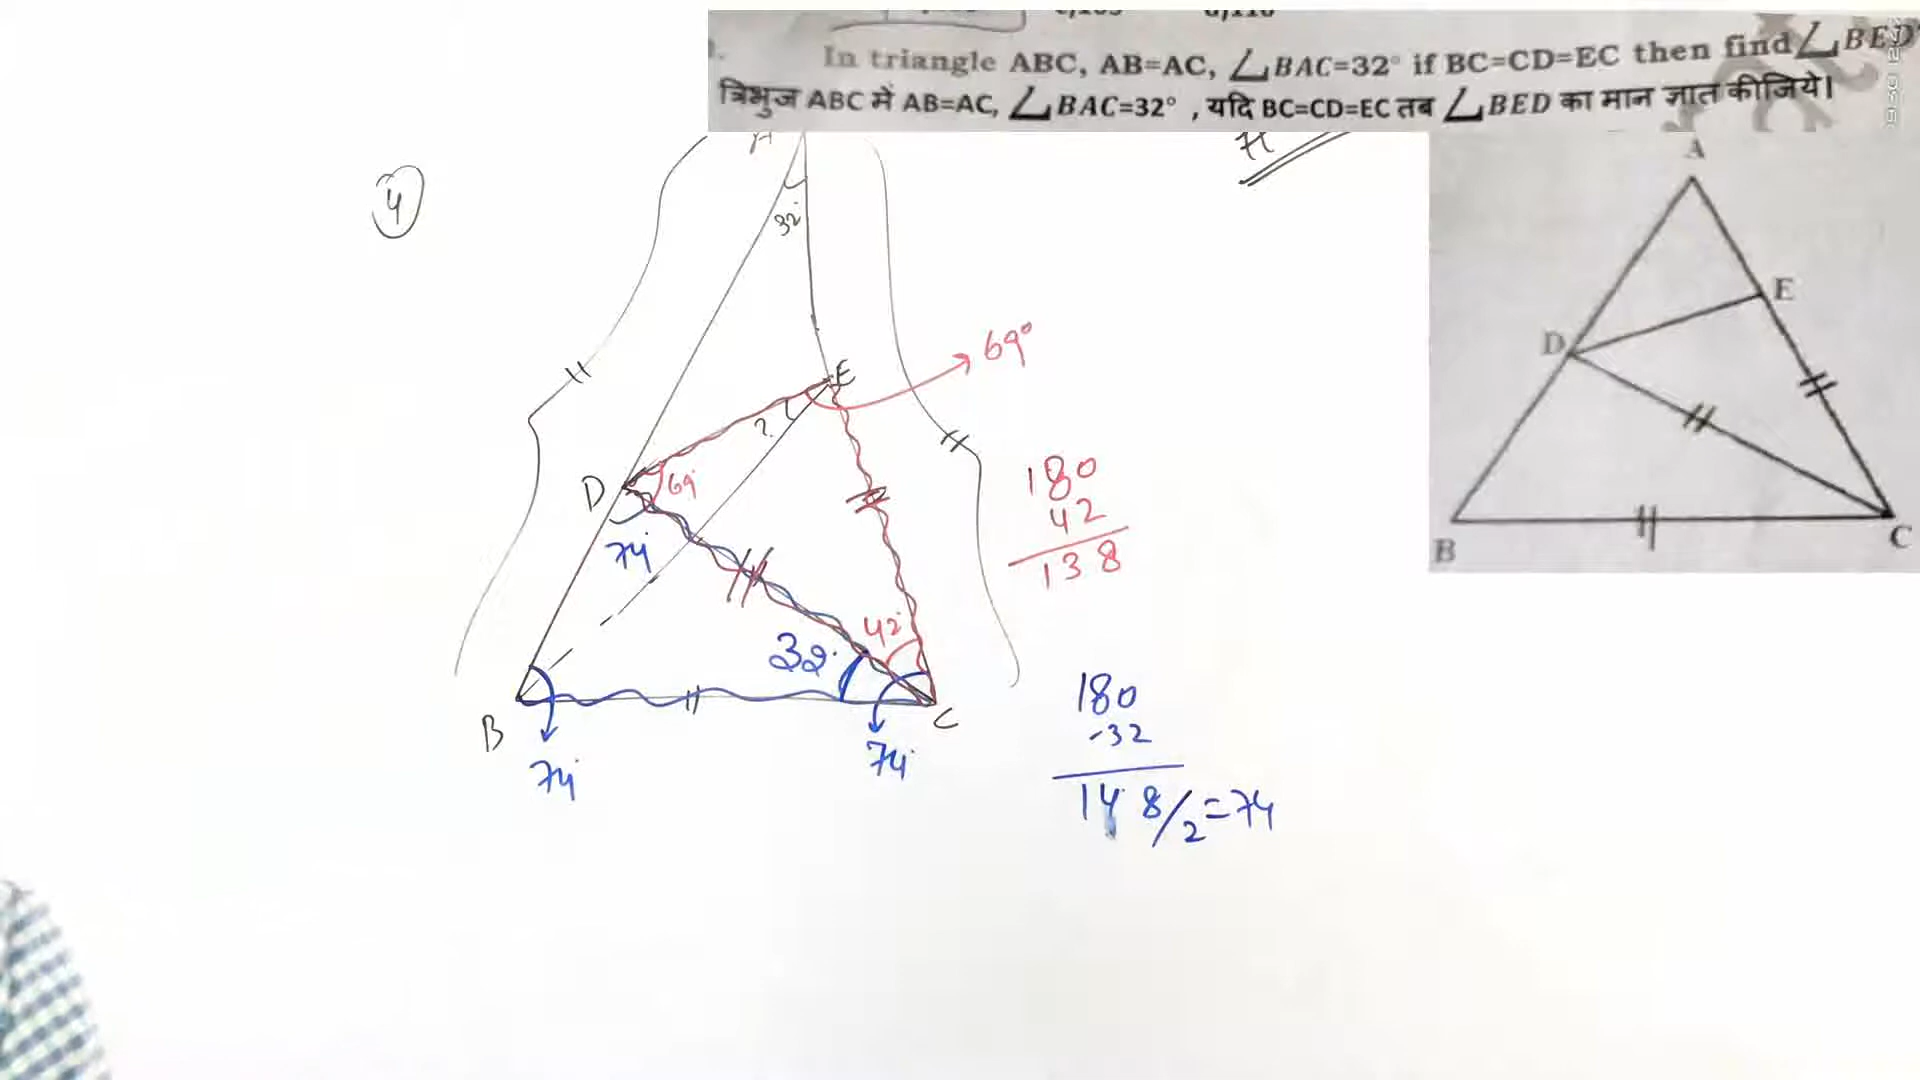 In triangle ABC, AB=AC, ∠BAC=32° if BC=CD=EC then find ∠BED
त्रिभुज ABC में AB=AC, ∠BAC=32° , यदि BC=CD=EC तब ∠BED का मान ज्ञात कीजिये।
4
A
32°
E
69°
?
D
69°
74°
180
42
138
42°
32°
B
C
74°
74°
180
-32
148/2=74
A
E
D
B
C